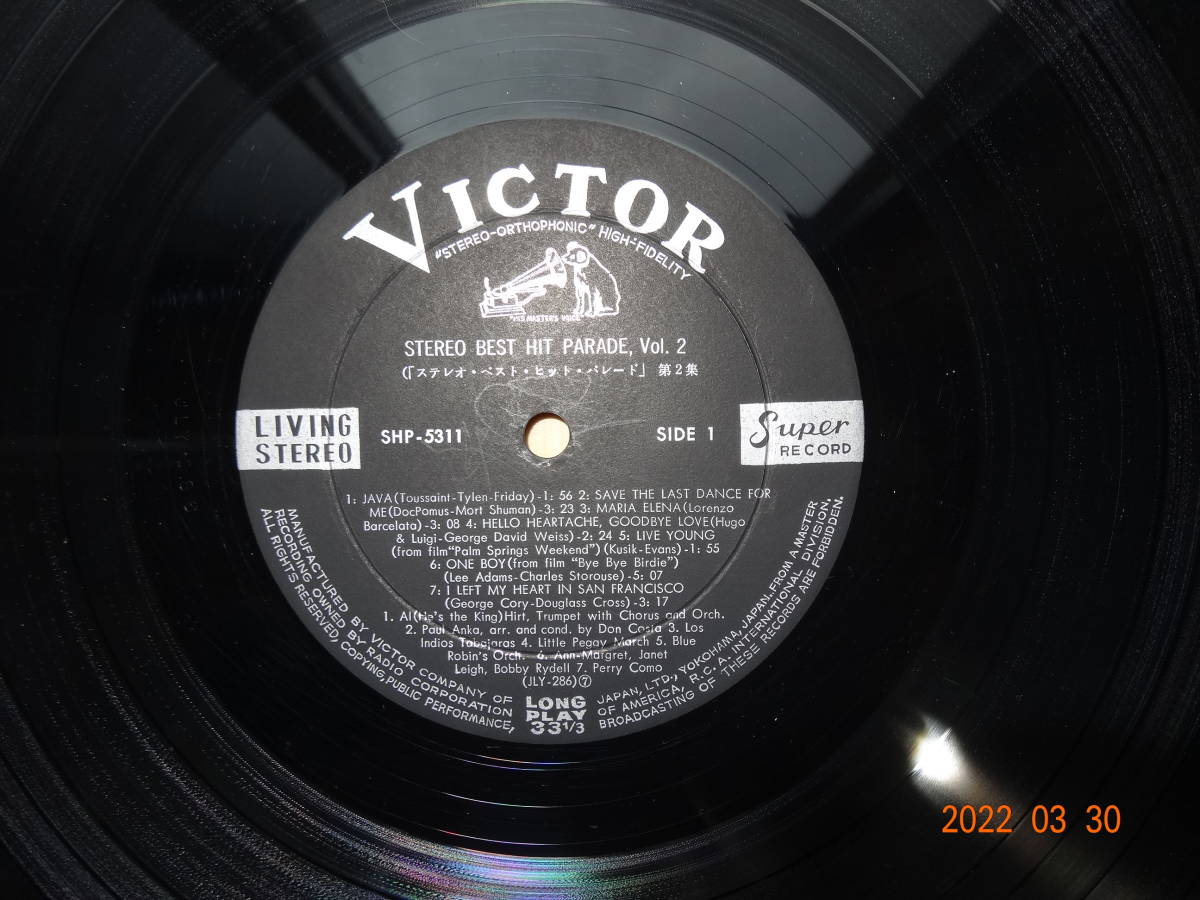 VICTOR
"STEREO-ORTHOPHONIC" HIGH-FIDELITY
"HIS MASTER'S VOICE"
STEREO BEST HIT PARADE, Vol. 2
(「ステレオ・ベスト・ヒット・パレード」 第2集
LIVING STEREO
SHP-5311
SIDE 1
Super RECORD
1: JAVA(Toussaint-Tylen-Friday)-1: 56 2: SAVE THE LAST DANCE FOR
ME(DocPomus-Mort Shuman)-3: 23 3: MARIA ELENA(Lorenzo
Barcelata)-3: 08 4: HELLO HEARTACHE, GOODBYE LOVE(Hugo
& Luigi-George David Weiss)-2: 24 5: LIVE YOUNG
(from film"Palm Springs Weekend")(Kusik-Evans)-1: 55
6: ONE BOY(from film "Bye Bye Birdie")
(Lee Adams-Charles Storouse)-5: 07
7: I LEFT MY HEART IN SAN FRANCISCO
(George Cory-Douglass Cross)-3: 17
1. Al(He's the King)Hirt, Trumpet with Chorus and Orch.
2. Paul Anka, arr. and cond. by Don Costa 3. Los
Indios Tabajaras 4. Little Pegay March 5. Blue
Robin's Orch. 6. Ann-Margret, Janet
Leigh, Bobby Rydell 7. Perry Como
(JLY-286)⑦
LONG
PLAY
33 1/3
MANUFACTURED BY VICTOR COMPANY OF JAPAN, LTD., YOKOHAMA, JAPAN, FROM A MASTER
RECORDING OWNED BY RADIO CORPORATION OF AMERICA, R.C.A. INTERNATIONAL DIVISION.
ALL RIGHTS RESERVED COPYING, PUBLIC PERFORMANCE, BROADCASTING OF THESE RECORDS ARE FORBIDDEN.
2022 03 30